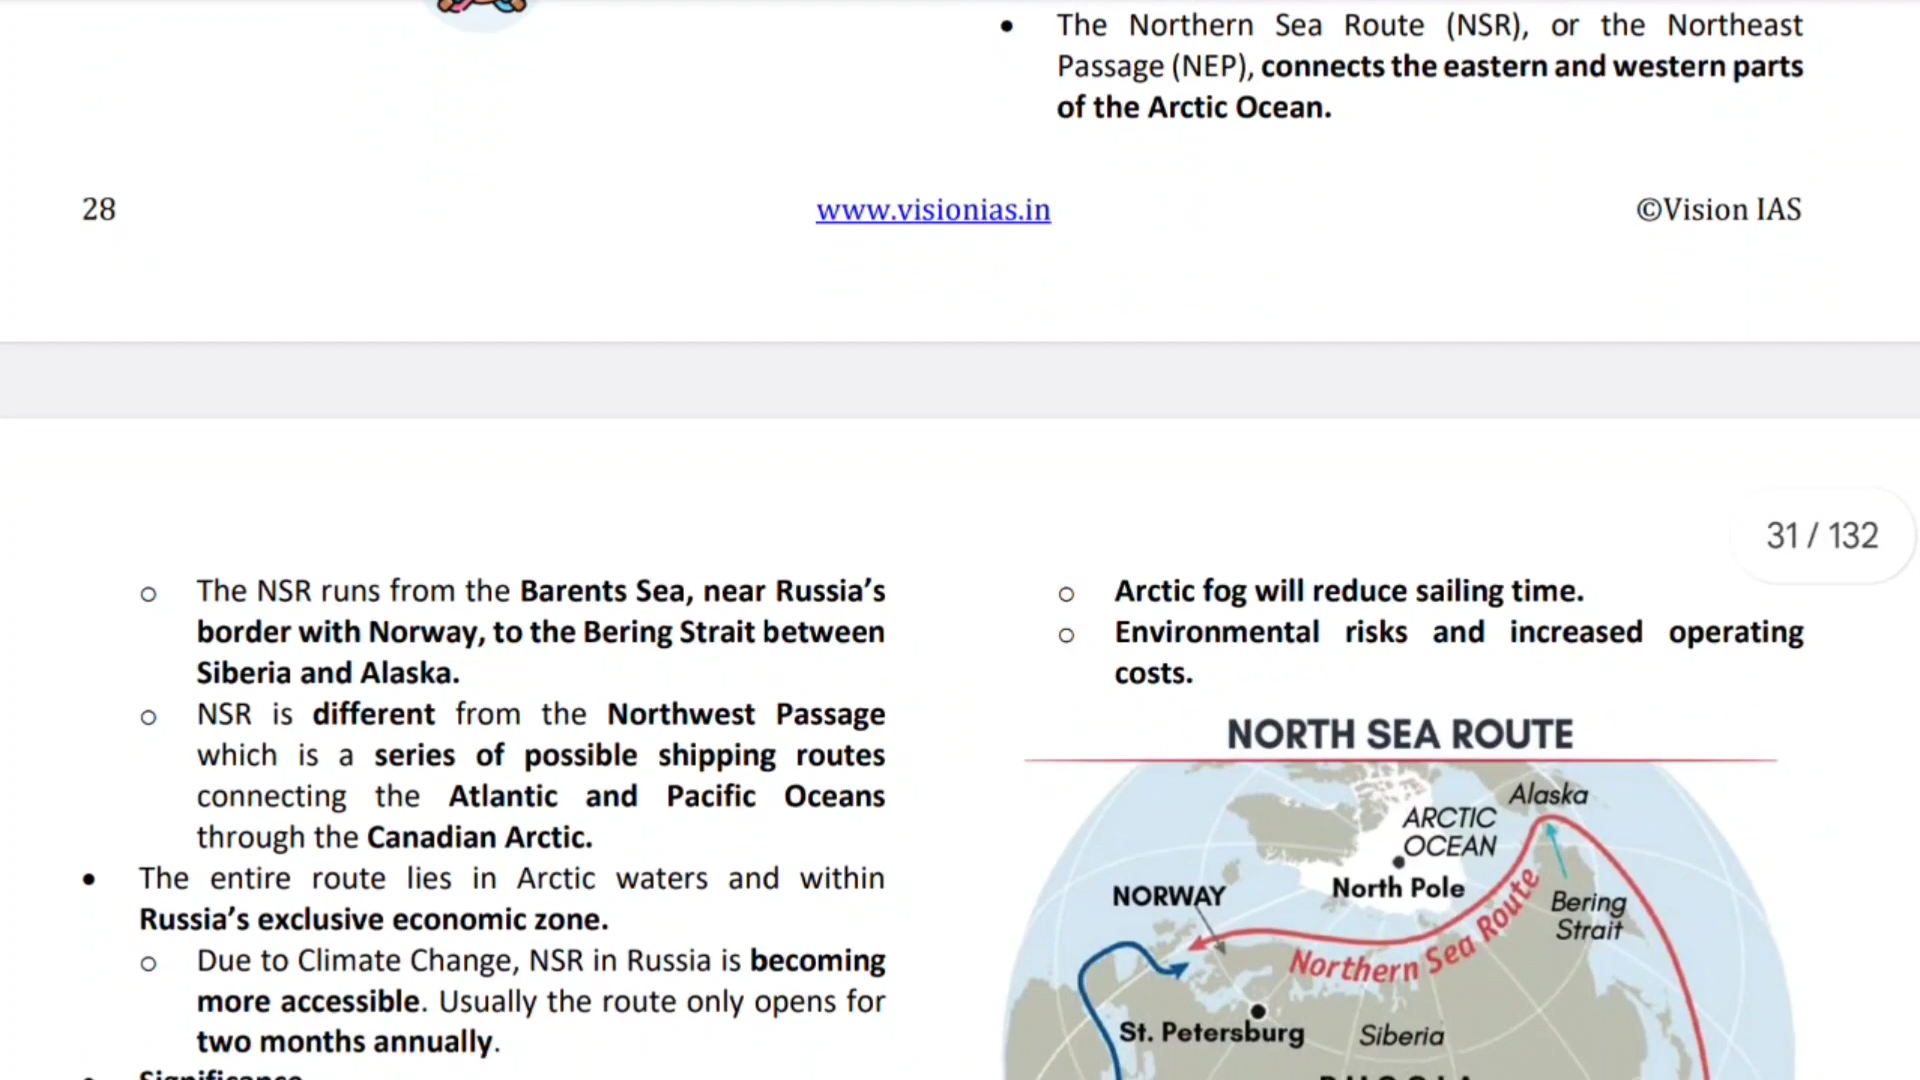 • The Northern Sea Route (NSR), or the Northeast
Passage (NEP), connects the eastern and western parts
of the Arctic Ocean.
28
www.visionias.in
©Vision IAS
31 / 132
o The NSR runs from the Barents Sea, near Russia’s
border with Norway, to the Bering Strait between
Siberia and Alaska.
o NSR is different from the Northwest Passage
which is a series of possible shipping routes
connecting the Atlantic and Pacific Oceans
through the Canadian Arctic.
• The entire route lies in Arctic waters and within
Russia’s exclusive economic zone.
o Due to Climate Change, NSR in Russia is becoming
more accessible. Usually the route only opens for
two months annually.
• Significance
o Arctic fog will reduce sailing time.
o Environmental risks and increased operating
costs.
NORTH SEA ROUTE
Alaska
ARCTIC
OCEAN
North Pole
NORWAY
Bering
Strait
Northern Sea Route
St. Petersburg
Siberia
RUSSIA